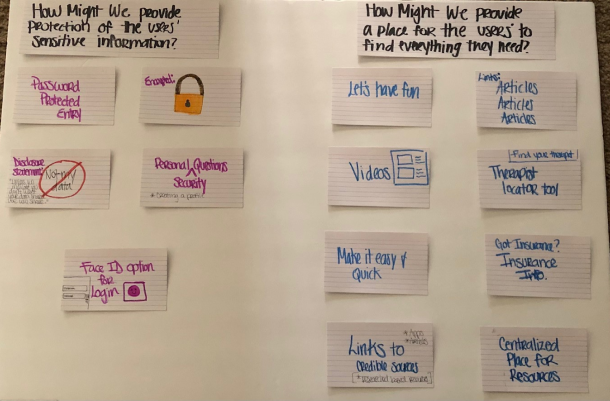 How Might We provide
protection of the users'
sensitive information?
Password
Protected
Entry
Encrypted:
Disclosure
Statement:
Not my
data
Personal Questions
Security
Face ID option
for
Login
How Might We provide
a place for the users to
find everything they need?
Let's have fun
Links:
Articles
Articles
Articles
Videos
Find your therapist
Therapist
locator tool
Make it easy &
Quick
Got Insurance?
Insurance
Info.
*Apps
Links to
credible sources
Centralized
Place for
Resources